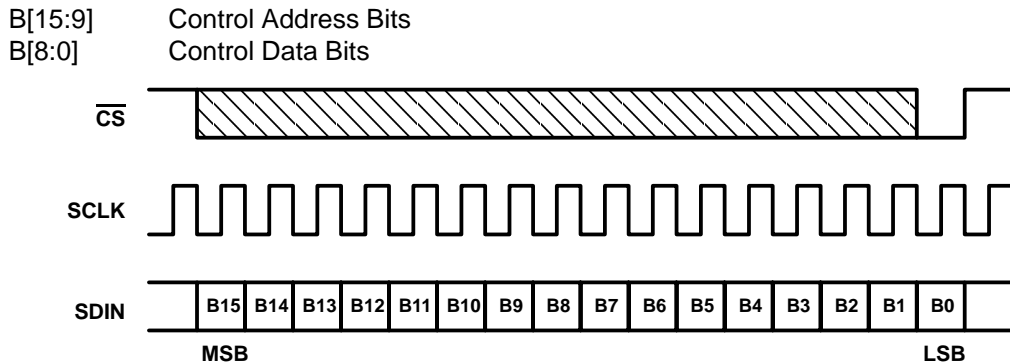 B[15:9] Control Address Bits
B[8:0] Control Data Bits
CS
SCLK
SDIN B15 B14 B13 B12 B11 B10 B9 B8 B7 B6 B5 B4 B3 B2 B1 B0
MSB LSB